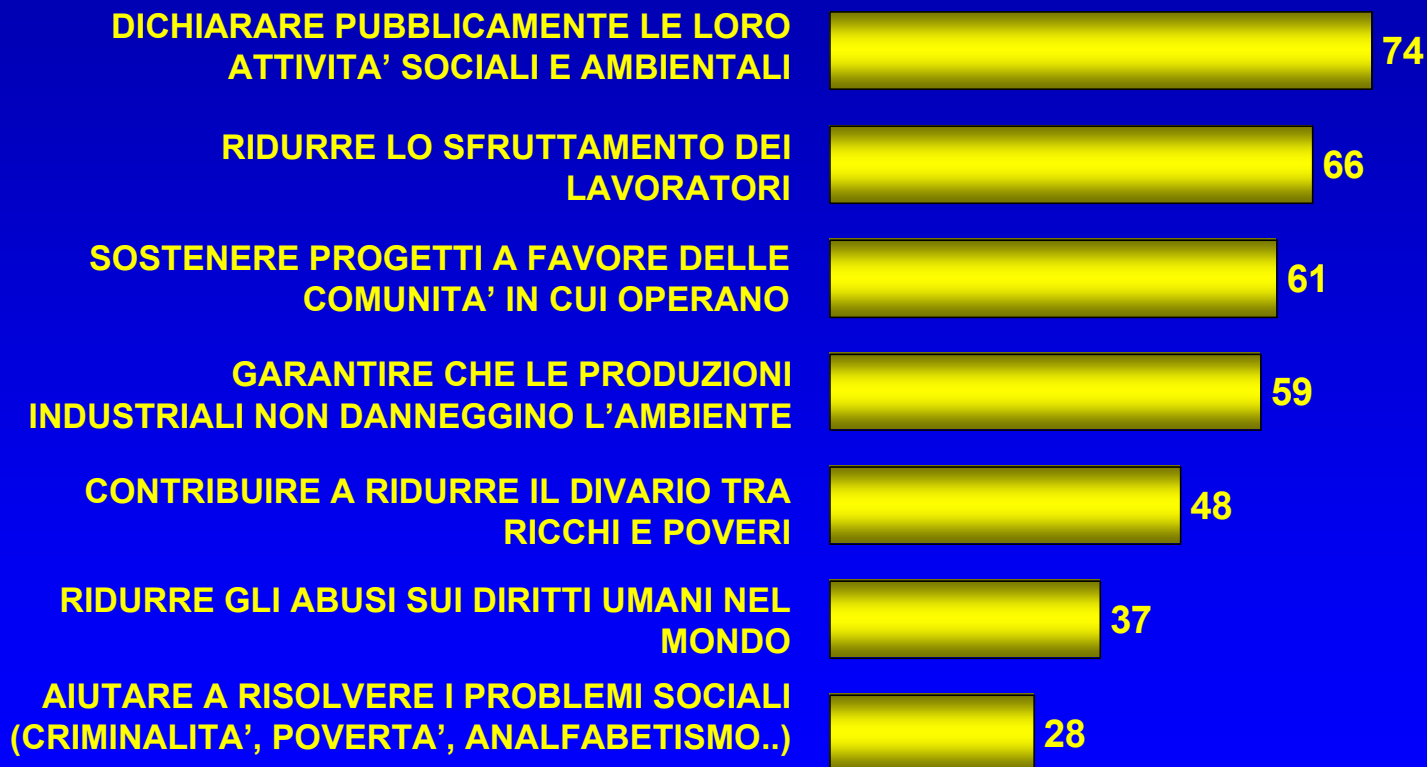 DICHIARARE PUBBLICAMENTE LE LORO
ATTIVITA’ SOCIALI E AMBIENTALI
74
RIDURRE LO SFRUTTAMENTO DEI
LAVORATORI
66
SOSTENERE PROGETTI A FAVORE DELLE
COMUNITA’ IN CUI OPERANO
61
GARANTIRE CHE LE PRODUZIONI
INDUSTRIALI NON DANNEGGINO L’AMBIENTE
59
CONTRIBUIRE A RIDURRE IL DIVARIO TRA
RICCHI E POVERI
48
RIDURRE GLI ABUSI SUI DIRITTI UMANI NEL
MONDO
37
AIUTARE A RISOLVERE I PROBLEMI SOCIALI
(CRIMINALITA’, POVERTA’, ANALFABETISMO..)
28